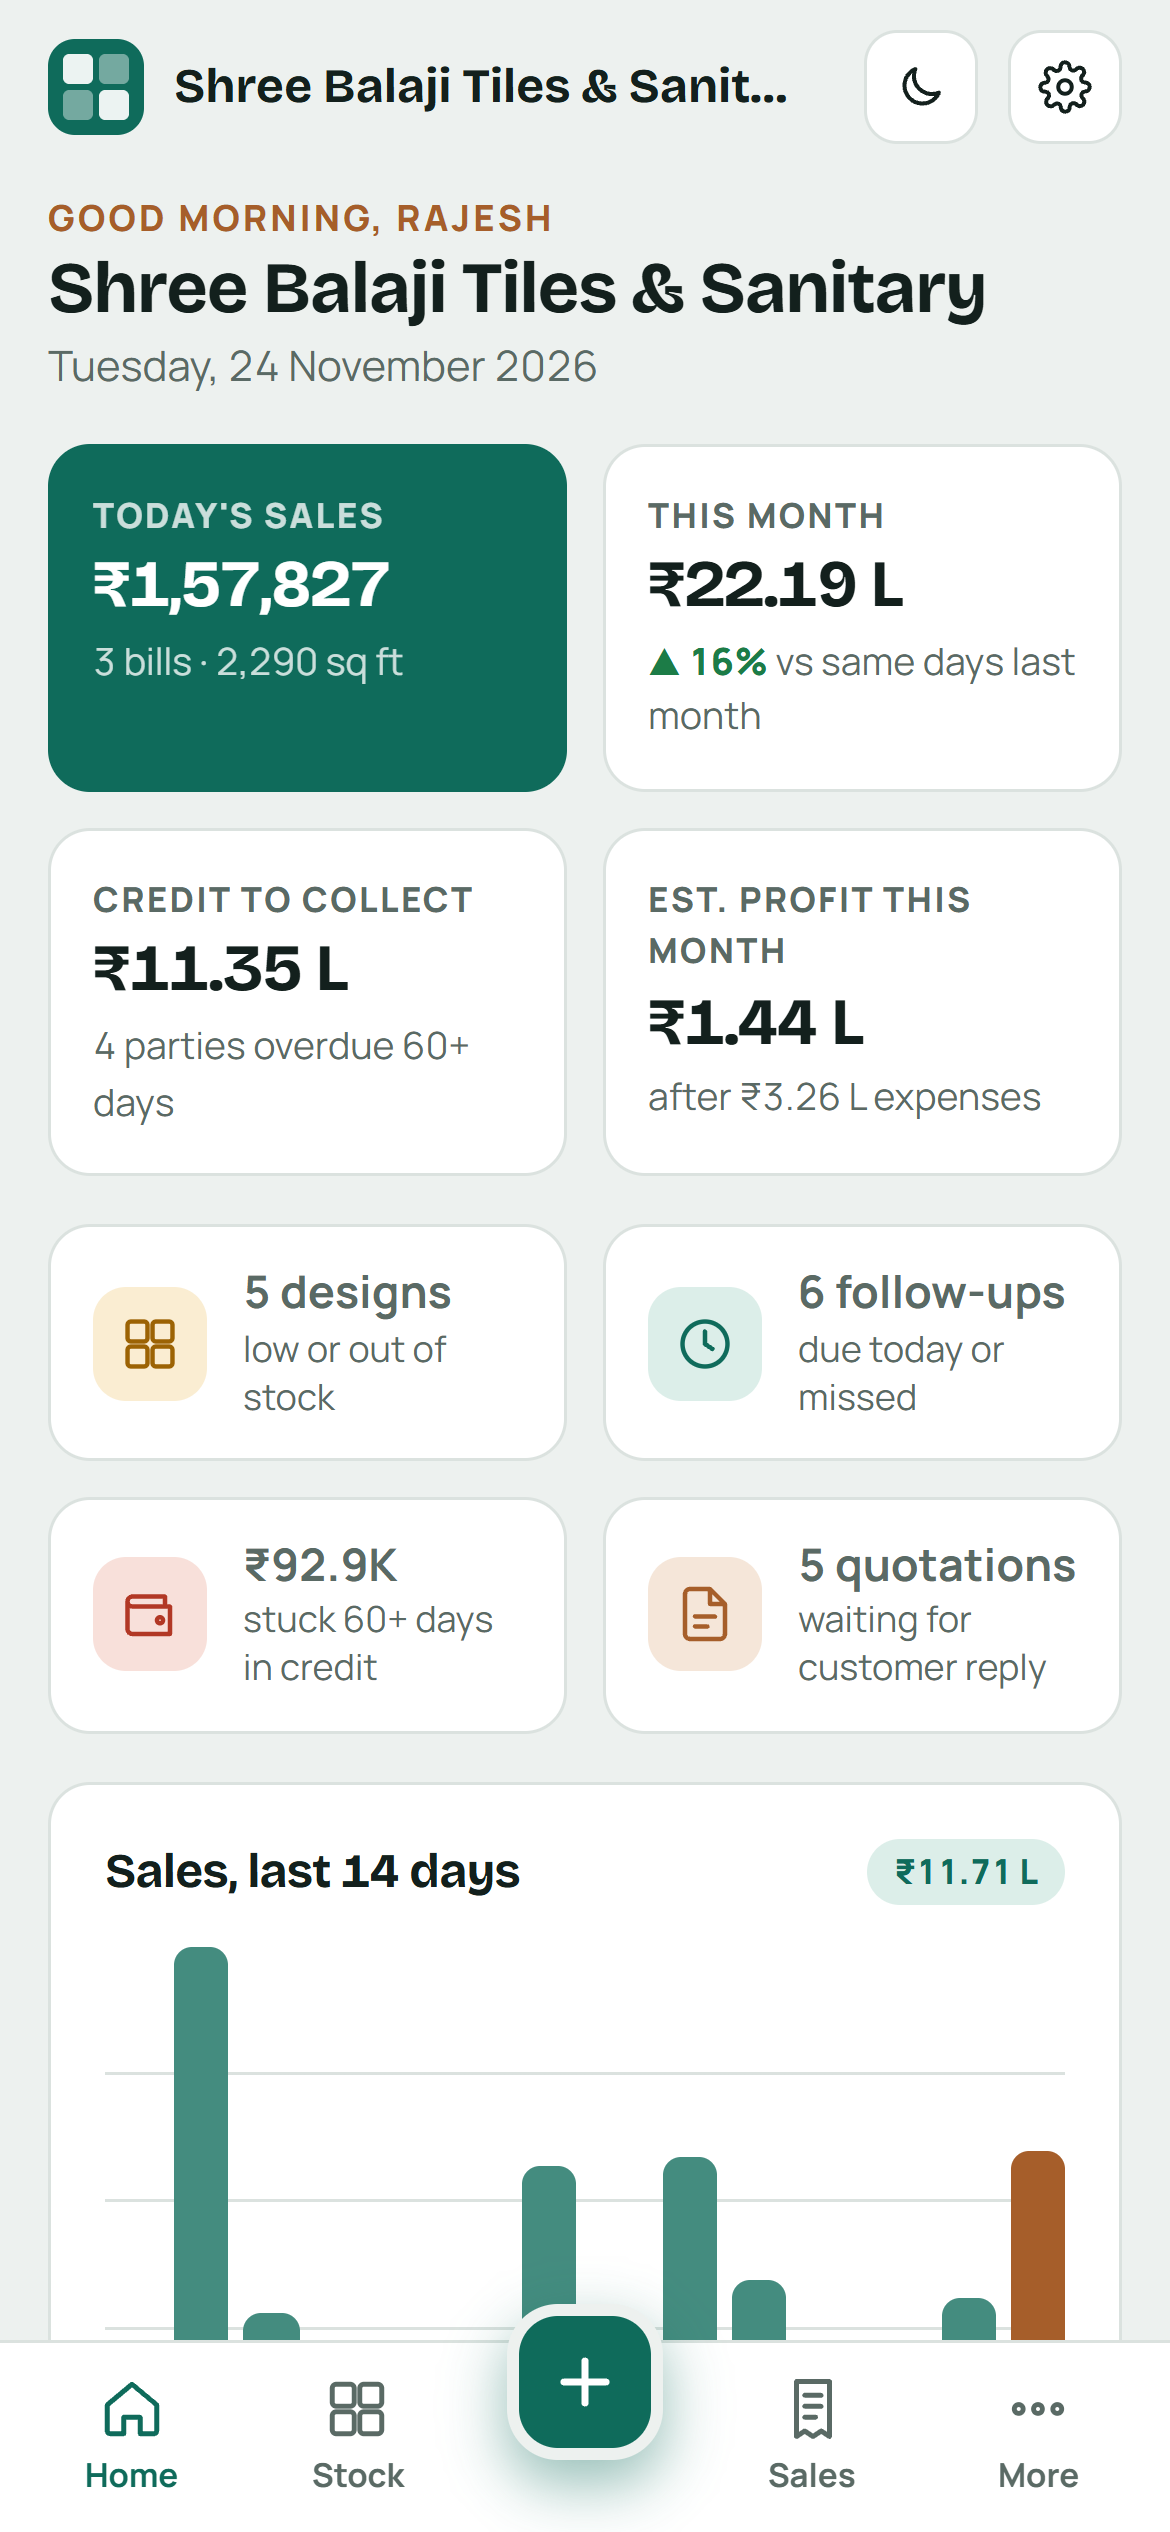 Shree Balaji Tiles & Sanit...
GOOD MORNING, RAJESH
Shree Balaji Tiles & Sanitary
Tuesday, 24 November 2026
TODAY'S SALES
₹1,57,827
3 bills · 2,290 sq ft
THIS MONTH
₹22.19 L
▲ 16% vs same days last
month
CREDIT TO COLLECT
₹11.35 L
4 parties overdue 60+
days
EST. PROFIT THIS
MONTH
₹1.44 L
after ₹3.26 L expenses
5 designs
low or out of
stock
6 follow-ups
due today or
missed
₹92.9K
stuck 60+ days
in credit
5 quotations
waiting for
customer reply
Sales, last 14 days
₹11.71 L
Home
Stock
Sales
More